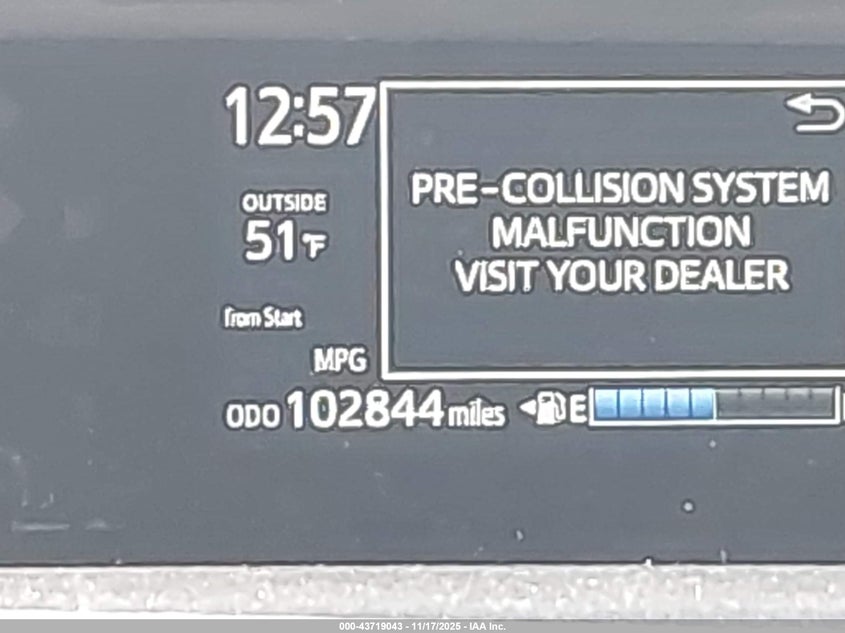 12:57
PRE-COLLISION SYSTEM
MALFUNCTION
VISIT YOUR DEALER
OUTSIDE
51°F
from Start
MPG
ODO 102844 miles
E
000-43719043 - 11/17/2025 - IAA Inc.